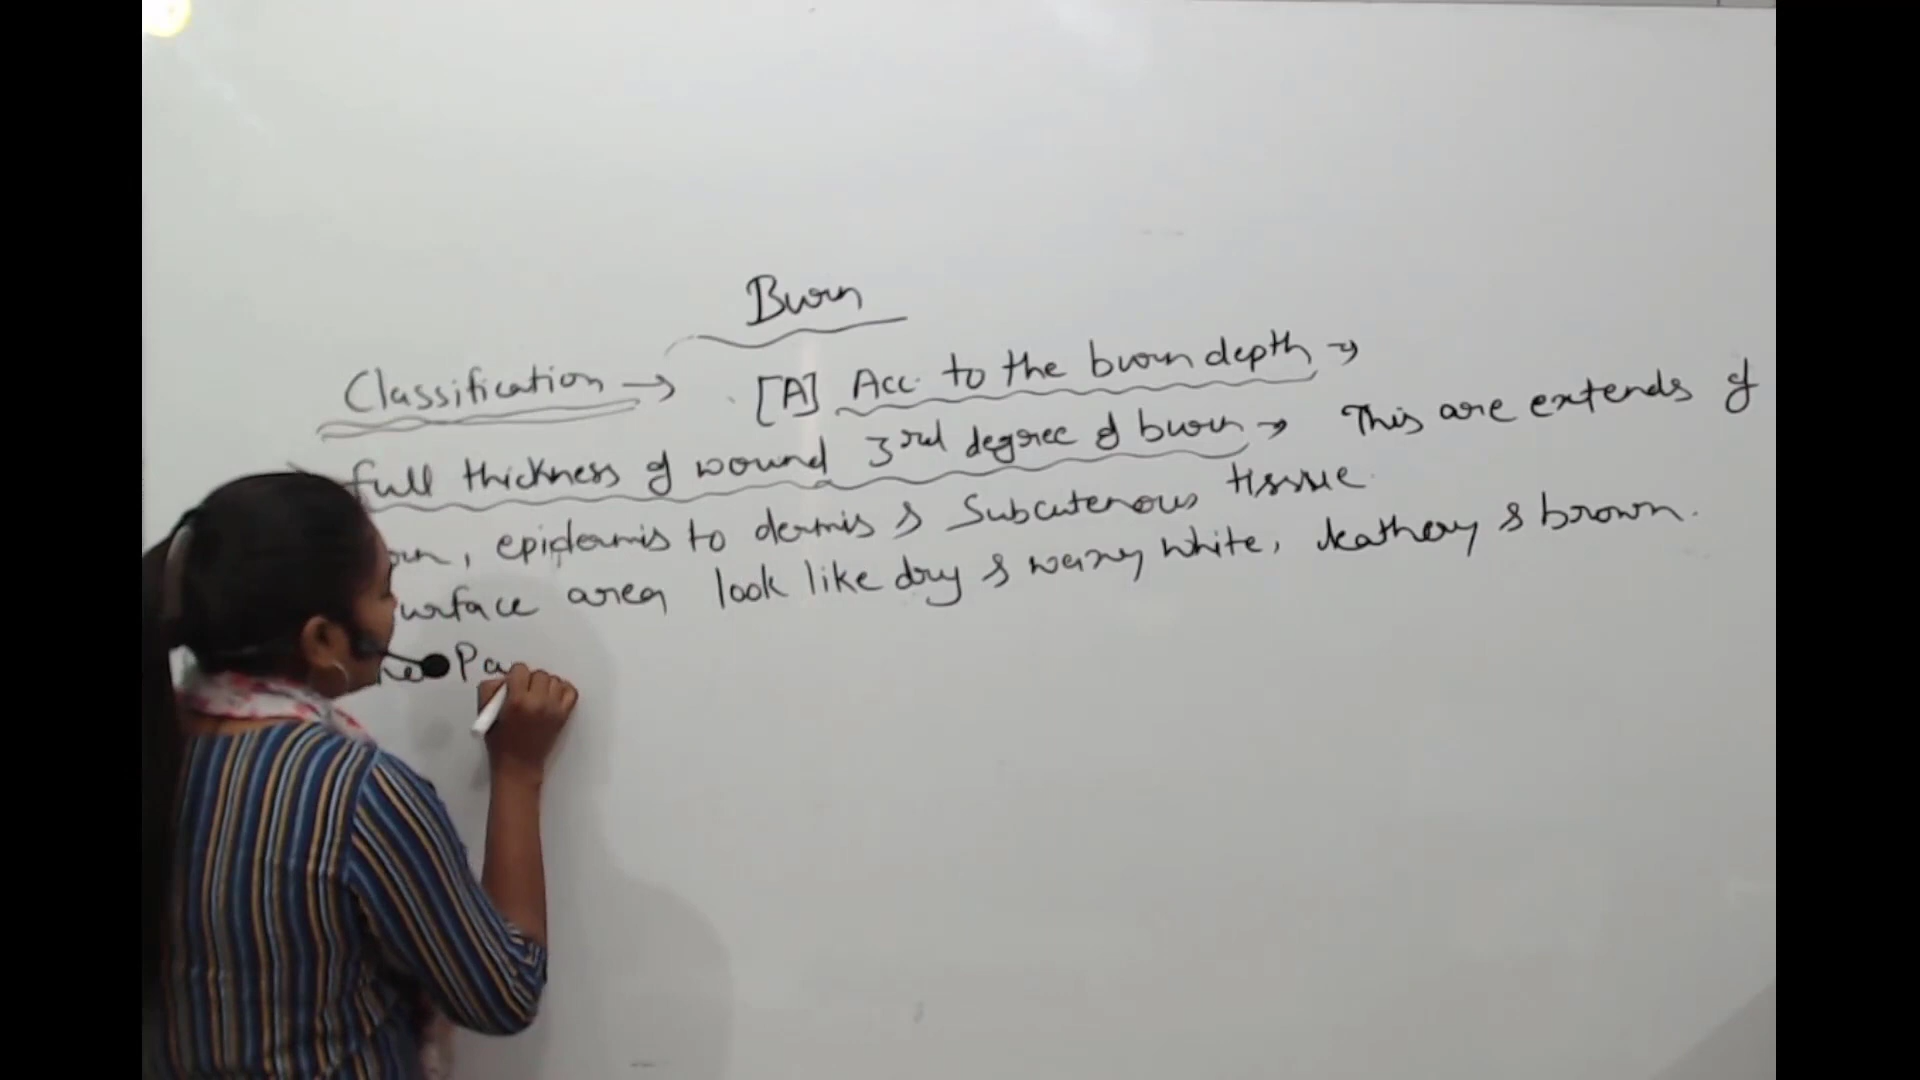 Burn
Classification → [A] Acc. to the burn depth →
full thickness of wound 3rd degree of burn → This are extends of
, epidermis to dermis & Subcutenous tissue.
urface area look like dry & waxy white, leathery & brown.
Pa